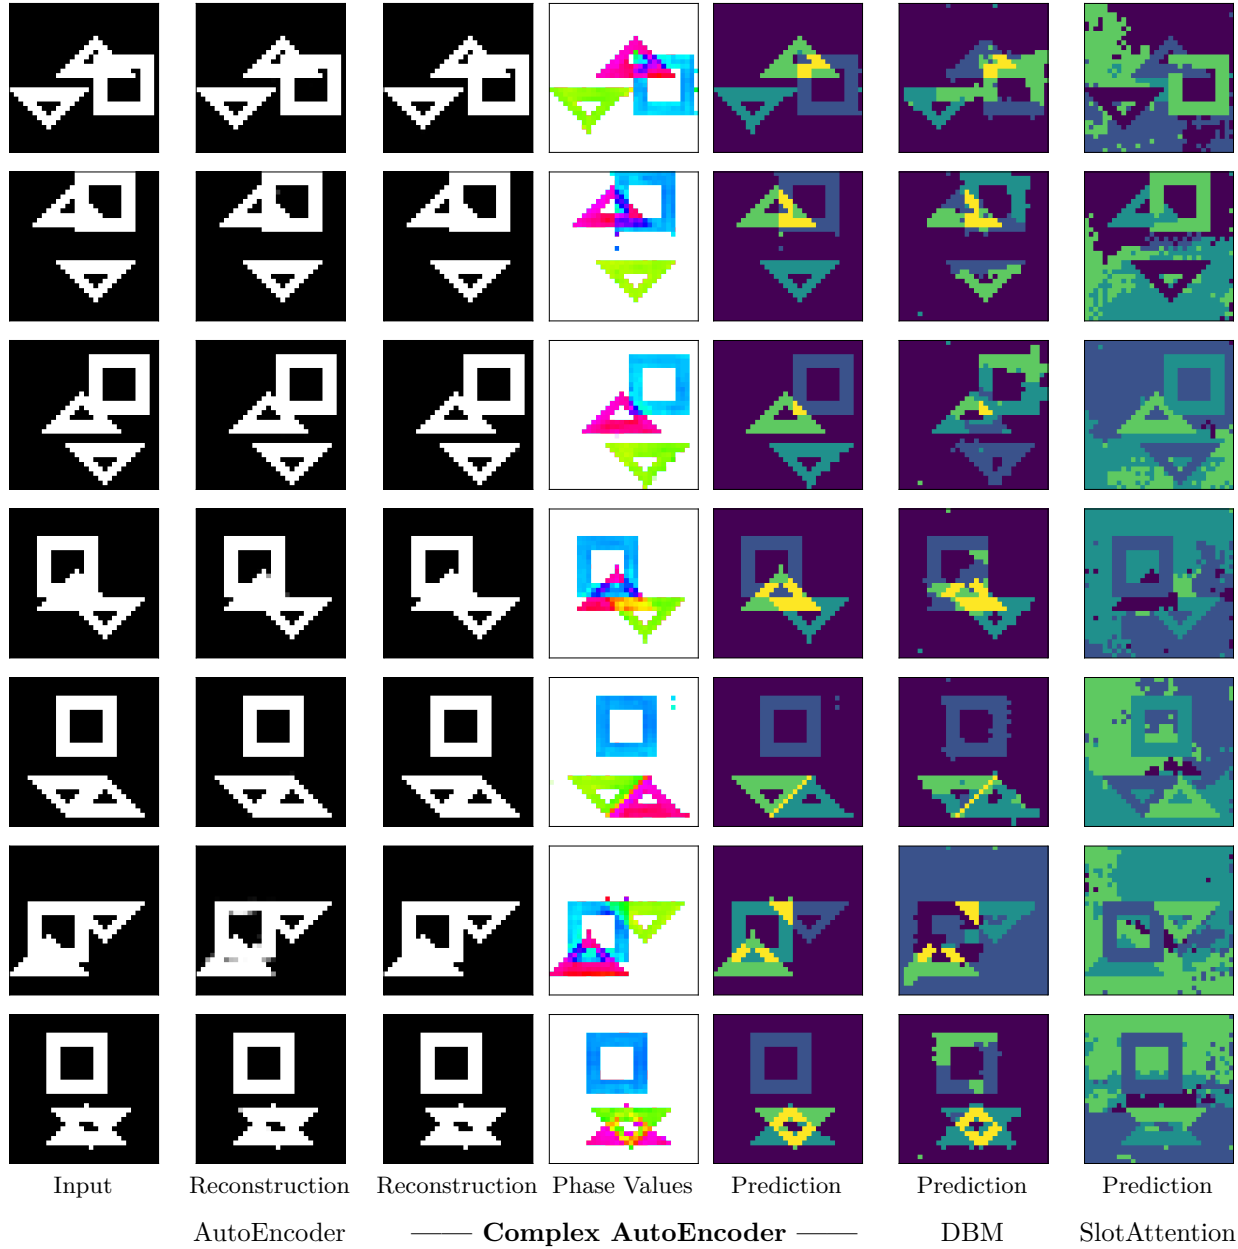 Input Reconstruction Reconstruction Phase Values Prediction Prediction Prediction
AutoEncoder —— Complex AutoEncoder —— DBM SlotAttention